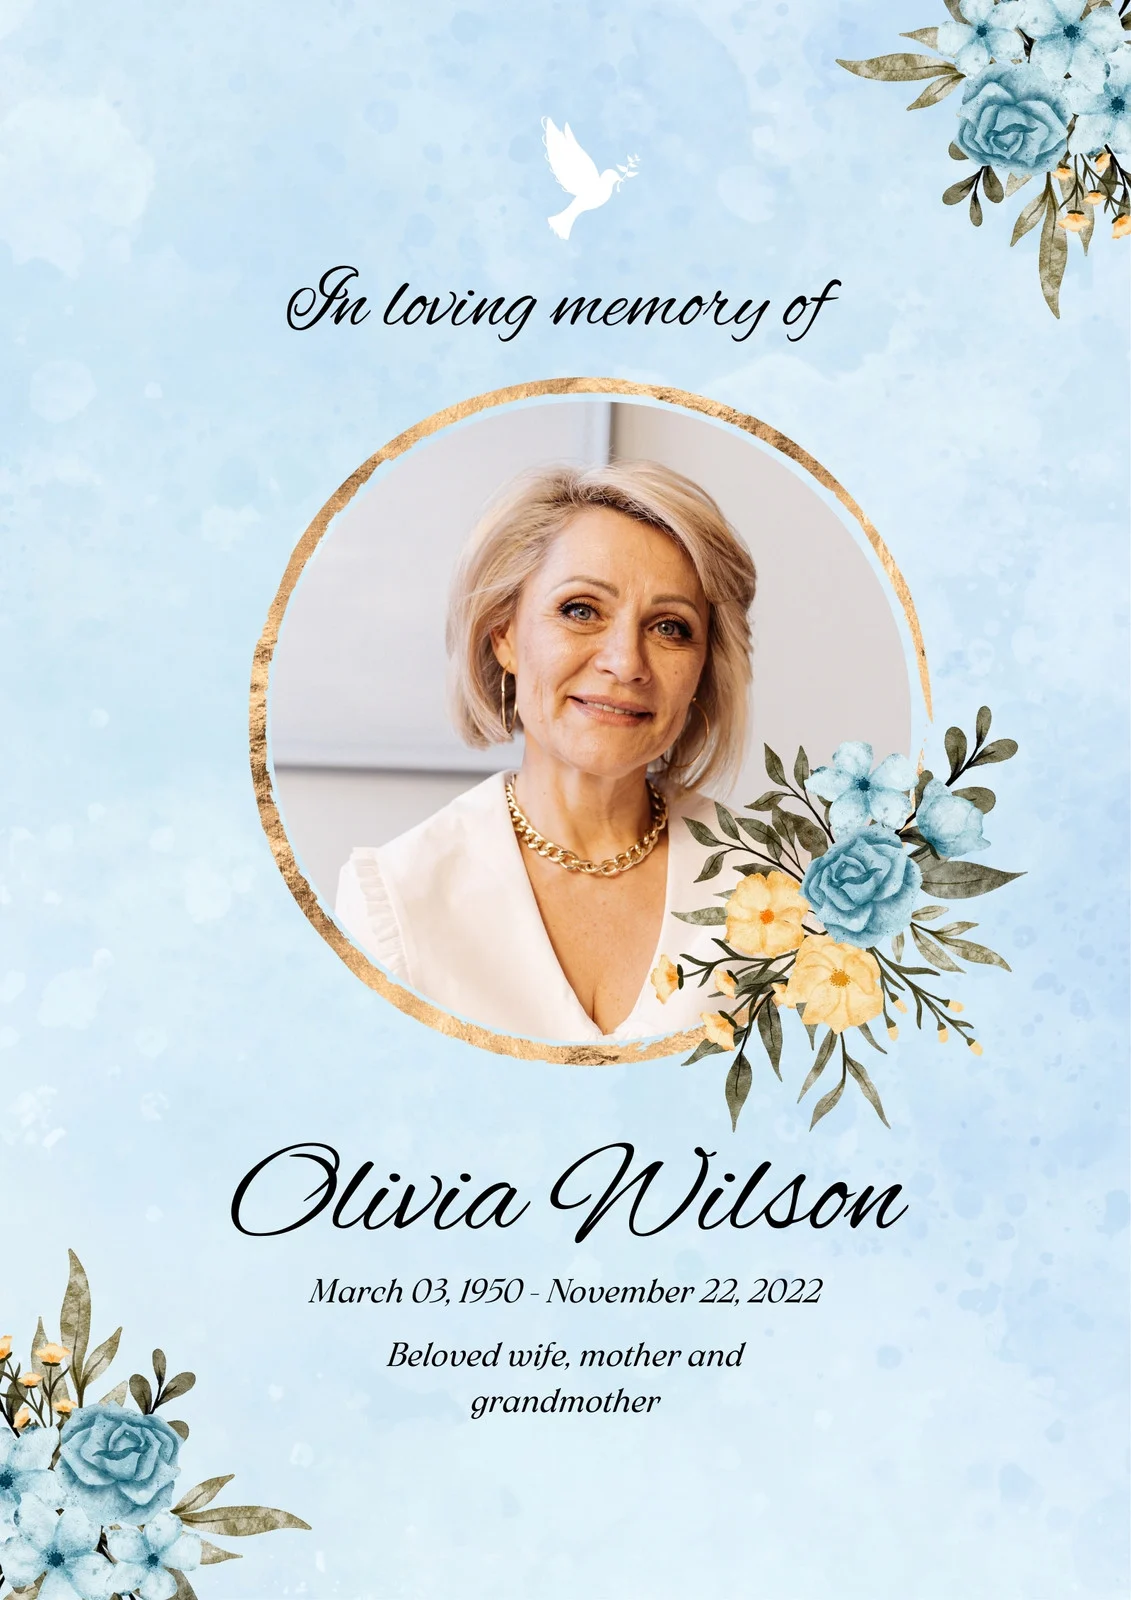 In loving memory of
Olivia Wilson
March 03, 1950 - November 22, 2022
Beloved wife, mother and
grandmother